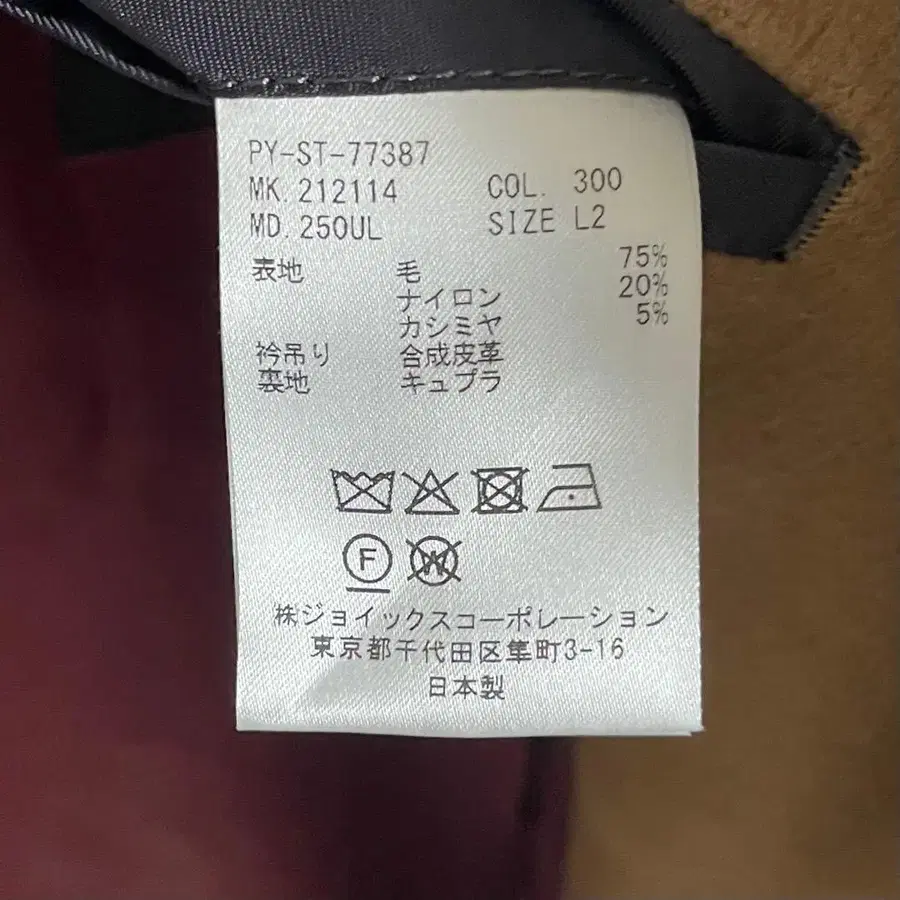 PY-ST-77387
MK. 212114 COL. 300
MD. 250UL SIZE L2
表地 毛 75%
ナイロン 20%
カシミヤ 5%
衿吊り 合成皮革
裏地 キュプラ
F W
㈱ジョイックスコーポレーション
東京都千代田区隼町3-16
日本製